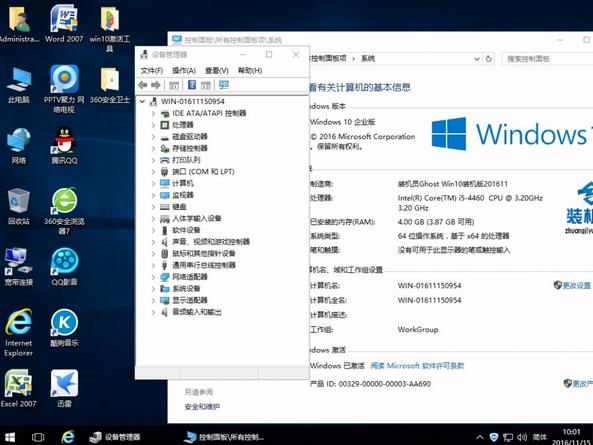 Administra...
Word 2007
win10激活工具
此电脑
PPTV聚力 网络电视
360安全卫士
网络
腾讯QQ
回收站
360安全浏览器7
宽带连接
QQ影音
Internet Explorer
酷狗音乐
Excel 2007
迅雷
设备管理器
文件(F) 操作(A) 查看(V) 帮助(H)
WIN-01611150954
IDE ATA/ATAPI 控制器
处理器
磁盘驱动器
存储控制器
打印队列
端口 (COM 和 LPT)
计算机
监视器
键盘
人体学输入设备
软件设备
声音、视频和游戏控制器
鼠标和其他指针设备
通用串行总线控制器
网络适配器
系统设备
显示适配器
音频输入和输出
控制面板\所有控制面板项\系统
控制面板项 › 系统
搜索控制面板
看有关计算机的基本信息
dows 版本
Windows 10 企业版
© 2016 Microsoft Corporation
。保留所有权利。
Windows 1
制造商: 装机员Ghost Win10装机版201611
处理器: Intel(R) Core(TM) i5-4460 CPU @ 3.20GHz
3.20 GHz
已安装的内存(RAM): 4.00 GB (3.87 GB 可用)
系统类型: 64 位操作系统，基于 x64 的处理器
笔和触摸: 没有可用于此显示器的笔或触控输入
装机
zhuangjiyu
算机名、域和工作组设置
计算机名: WIN-01611150954
更改设置
计算机全名: WIN-01611150954
计算机描述:
工作组: WorkGroup
ndows 激活
Windows 已激活 阅读 Microsoft 软件许可条款
产品 ID: 00329-00000-00003-AA690
更改产
另请参阅
安全和维护
设备管理器
控制面板\所有控...
简体
10:01
2016/11/15